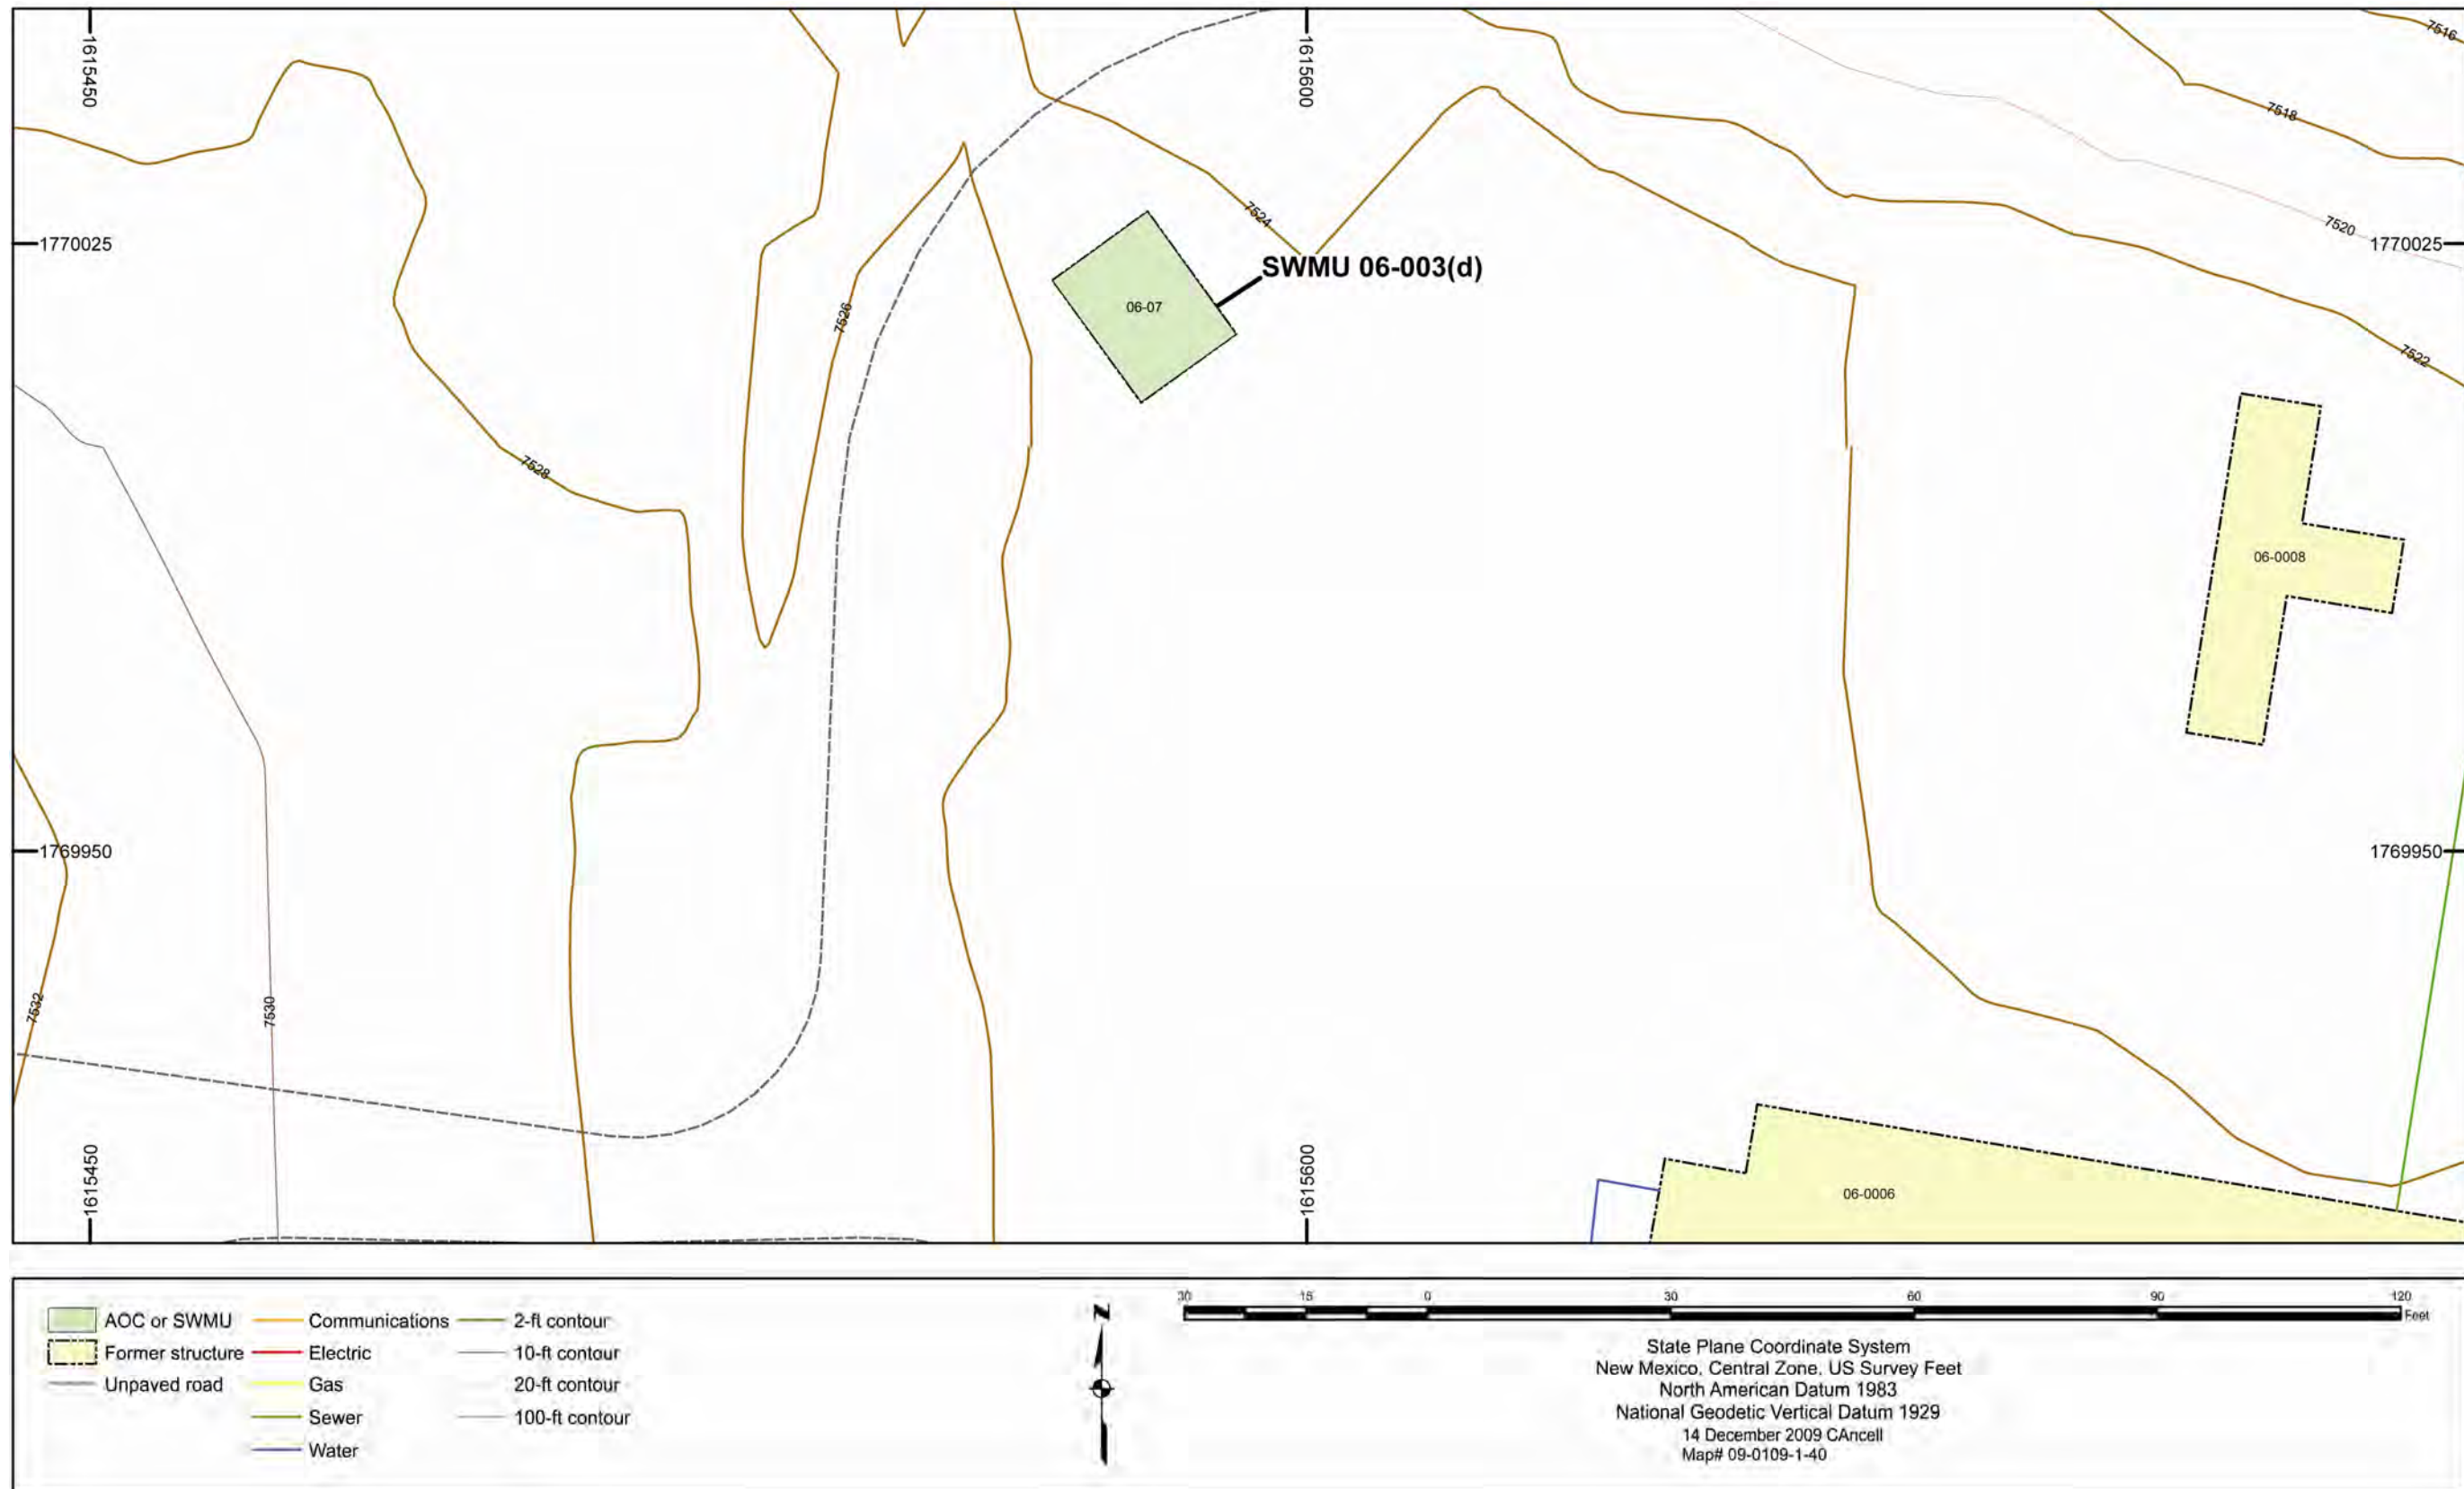 1615450
1615600
7516
7518
7520
7522
7524
7526
7528
7530
7532
1770025
1770025
SWMU 06-003(d)
06-07
06-0008
1769950
1769950
06-0006
1615450
1615600
AOC or SWMU
Former structure
Unpaved road
Communications
Electric
Gas
Sewer
Water
2-ft contour
10-ft contour
20-ft contour
100-ft contour
N
30 15 0 30 60 90 120
Feet
State Plane Coordinate System
New Mexico, Central Zone, US Survey Feet
North American Datum 1983
National Geodetic Vertical Datum 1929
14 December 2009 CAncell
Map# 09-0109-1-40